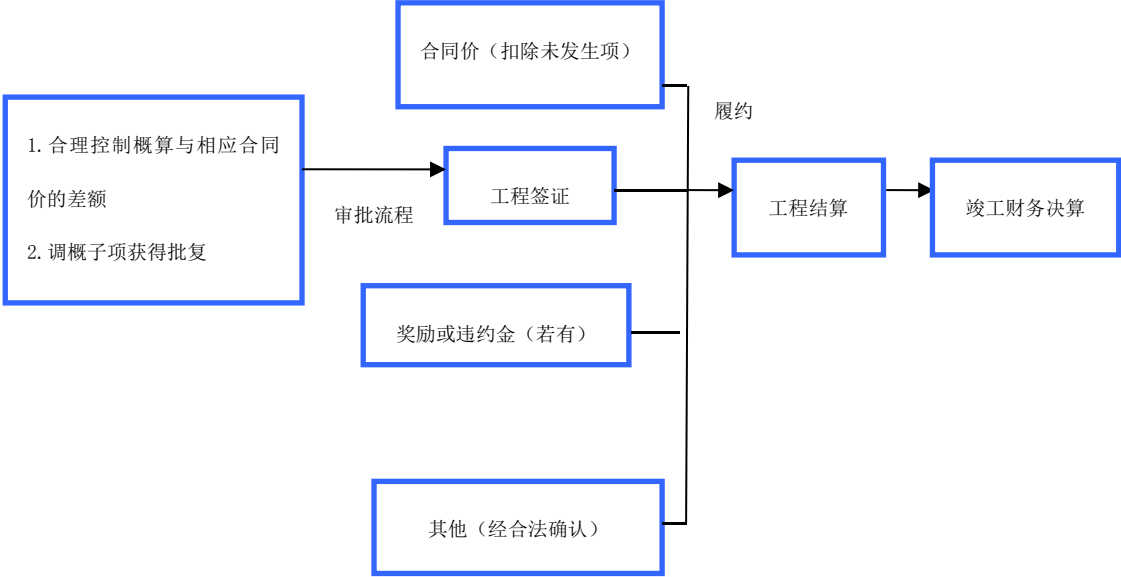 合同价（扣除未发生项）
履约
1.合理控制概算与相应合同
价的差额
2.调概子项获得批复
审批流程
工程签证
工程结算
竣工财务决算
奖励或违约金（若有）
其他（经合法确认）